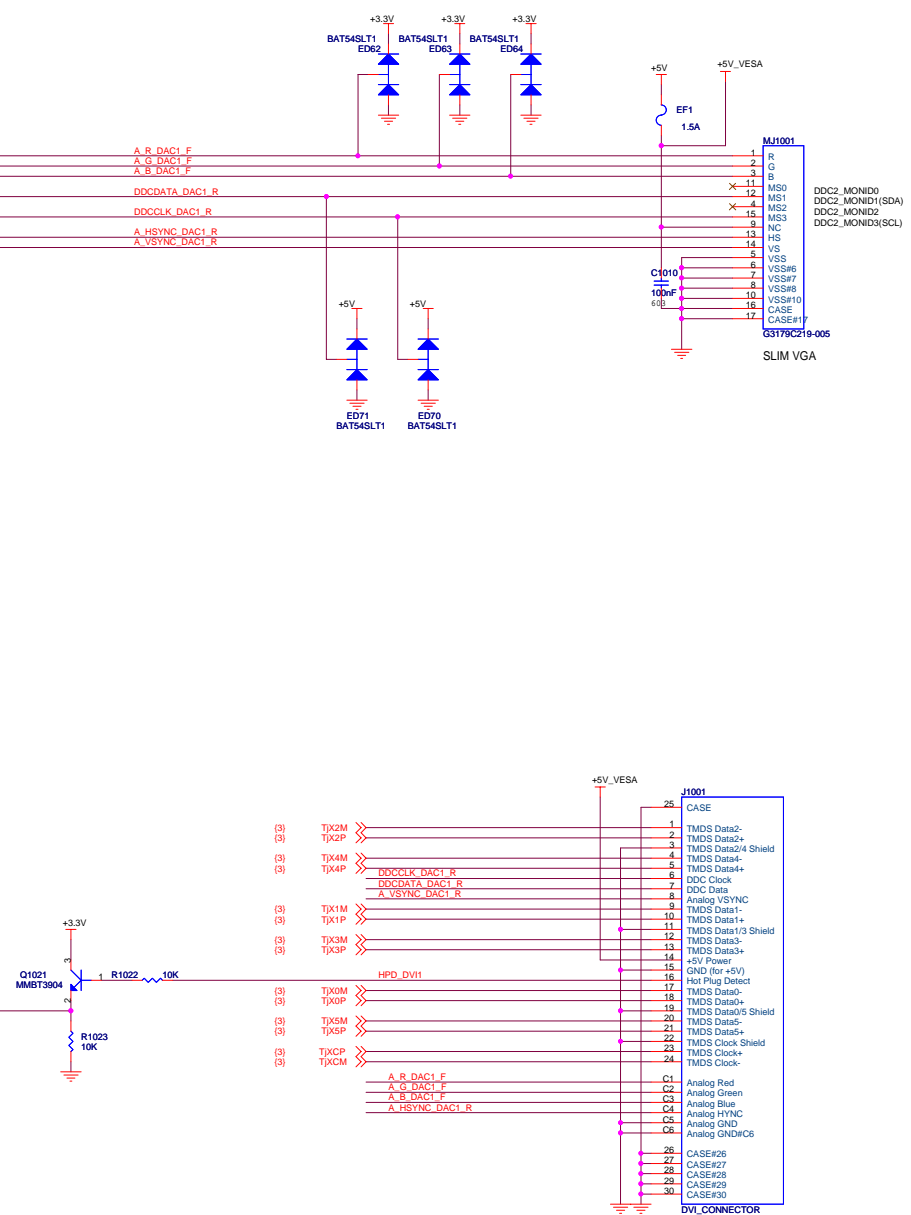 +3.3V +3.3V +3.3V
BAT54SLT1 BAT54SLT1 BAT54SLT1
ED62 ED63 ED64
+5V +5V_VESA
EF1
1.5A
MJ1001
A_R_DAC1_F 1 R
A_G_DAC1_F 2 G
A_B_DAC1_F 3 B
11 MS0 DDC2_MONID0
DDCDATA_DAC1_R 12 MS1 DDC2_MONID1(SDA)
4 MS2 DDC2_MONID2
DDCCLK_DAC1_R 15 MS3 DDC2_MONID3(SCL)
9 NC
A_HSYNC_DAC1_R 13 HS
A_VSYNC_DAC1_R 14 VS
5 VSS
6 VSS#6
7 VSS#7
8 VSS#8
10 VSS#10
16 CASE
17 CASE#17
C1010
100nF
603
G3179C219-005
SLIM VGA
+5V +5V
ED71 ED70
BAT54SLT1 BAT54SLT1
+5V_VESA
J1001
25 CASE
{3} TjX2M 1 TMDS Data2-
{3} TjX2P 2 TMDS Data2+
3 TMDS Data2/4 Shield
{3} TjX4M 4 TMDS Data4-
{3} TjX4P 5 TMDS Data4+
DDCCLK_DAC1_R 6 DDC Clock
DDCDATA_DAC1_R 7 DDC Data
A_VSYNC_DAC1_R 8 Analog VSYNC
{3} TjX1M 9 TMDS Data1-
{3} TjX1P 10 TMDS Data1+
11 TMDS Data1/3 Shield
{3} TjX3M 12 TMDS Data3-
{3} TjX3P 13 TMDS Data3+
14 +5V Power
15 GND (for +5V)
HPD_DVI1 16 Hot Plug Detect
{3} TjX0M 17 TMDS Data0-
{3} TjX0P 18 TMDS Data0+
19 TMDS Data0/5 Shield
{3} TjX5M 20 TMDS Data5-
{3} TjX5P 21 TMDS Data5+
22 TMDS Clock Shield
{3} TjXCP 23 TMDS Clock+
{3} TjXCM 24 TMDS Clock-
A_R_DAC1_F C1 Analog Red
A_G_DAC1_F C2 Analog Green
A_B_DAC1_F C3 Analog Blue
A_HSYNC_DAC1_R C4 Analog HYNC
C5 Analog GND
C6 Analog GND#C6
26 CASE#26
27 CASE#27
28 CASE#28
29 CASE#29
30 CASE#30
DVI_CONNECTOR
+3.3V
3
Q1021 1 R1022 10K
MMBT3904
2
R1023
10K